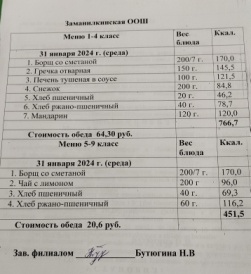 Заманилкинская ООШ
Меню 1-4 класс Вес блюда Ккал.
31 января 2024 г. (среда)
1. Борщ со сметаной 200/7 г. 170,0
2. Гречка отварная 150 г. 145,5
3. Печень тушеная в соусе 100 г. 121,5
4. Снежок 200 г. 84,8
5. Хлеб пшеничный 20 г. 46,2
6. Хлеб ржано-пшеничный 40 г. 78,7
7. Мандарин 120 г. 120,0
766,7
Стоимость обеда 64,30 руб.
Меню 5-9 класс Вес блюда Ккал.
31 января 2024 г. (среда)
1. Борщ со сметаной 200/7 г. 170,0
2. Чай с лимоном 200 г 96,0
3. Хлеб пшеничный 40 г. 69,3
4. Хлеб ржано-пшеничный 60 г. 116,2
451,5
Стоимость обеда 20,6 руб.
Зав. филиалом Бутюгина Н.В